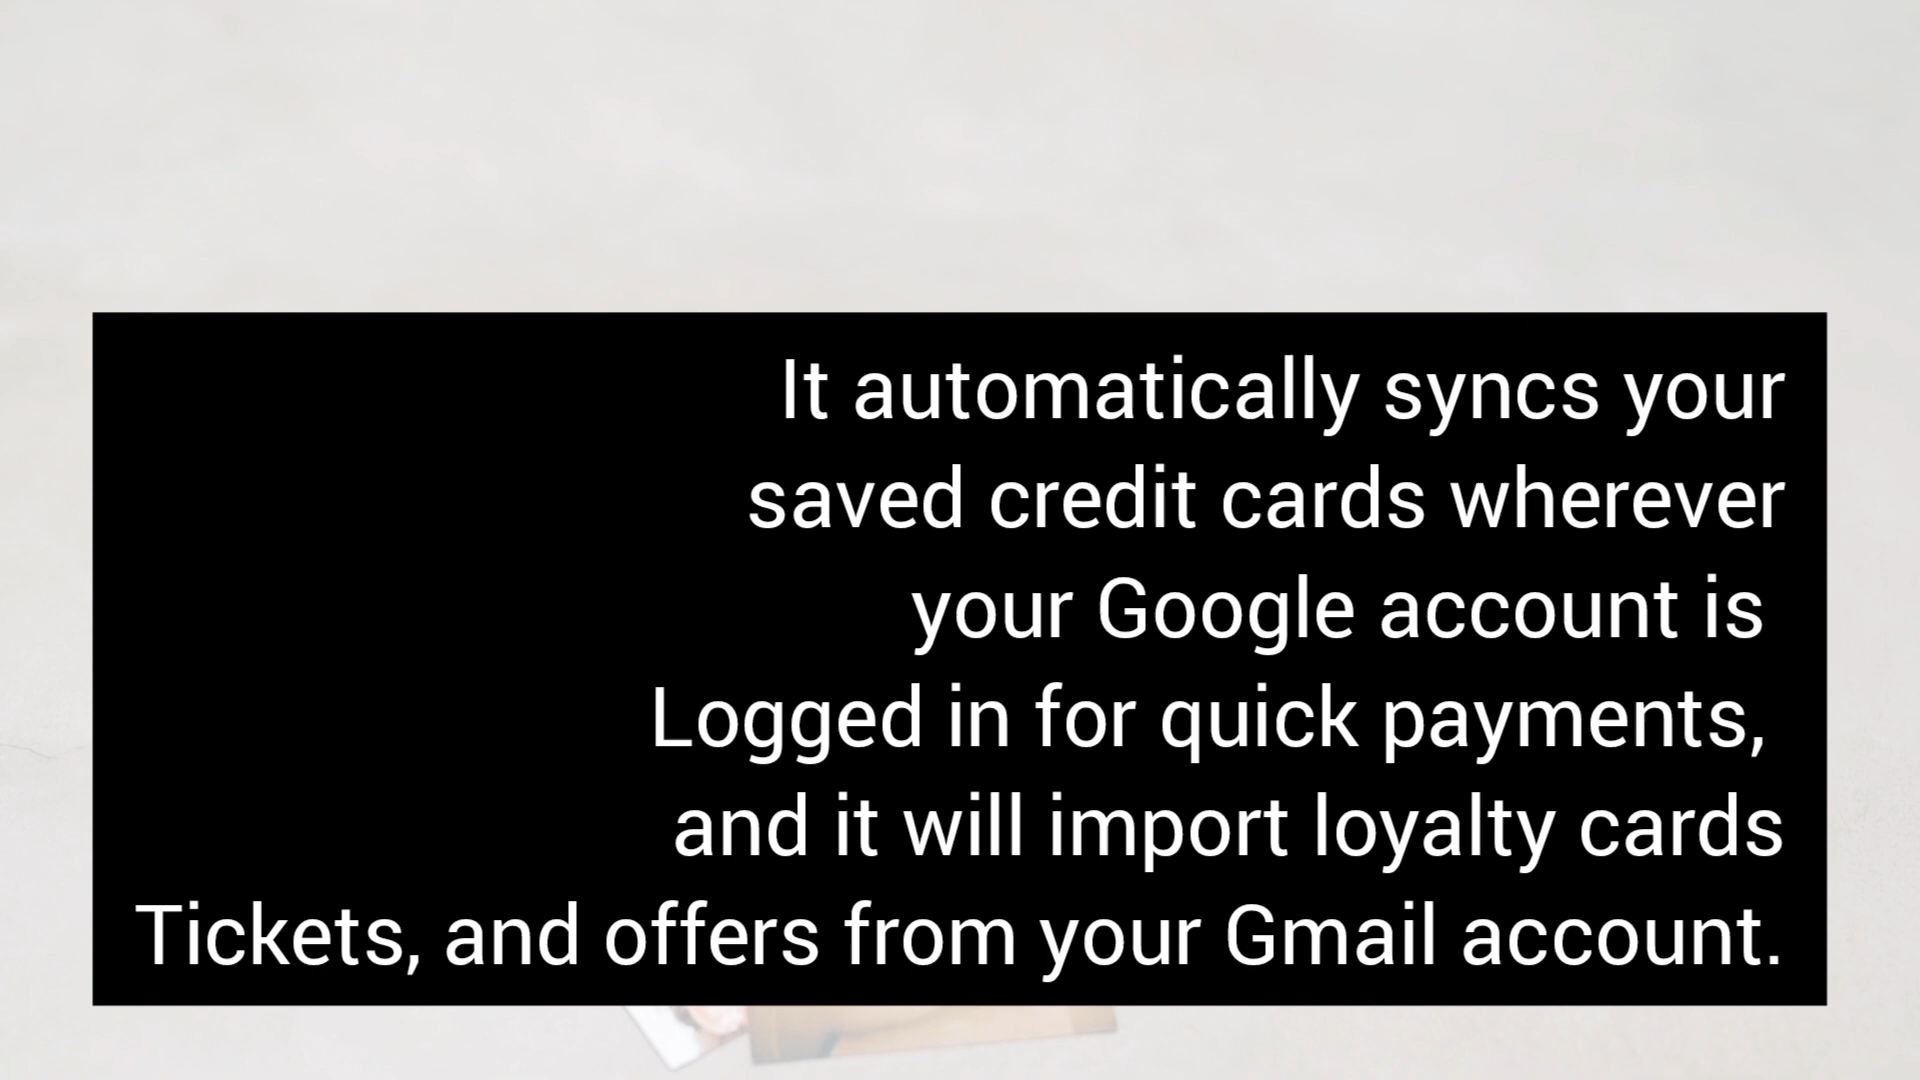 It automatically syncs your
saved credit cards wherever
your Google account is
Logged in for quick payments,
and it will import loyalty cards
Tickets, and offers from your Gmail account.